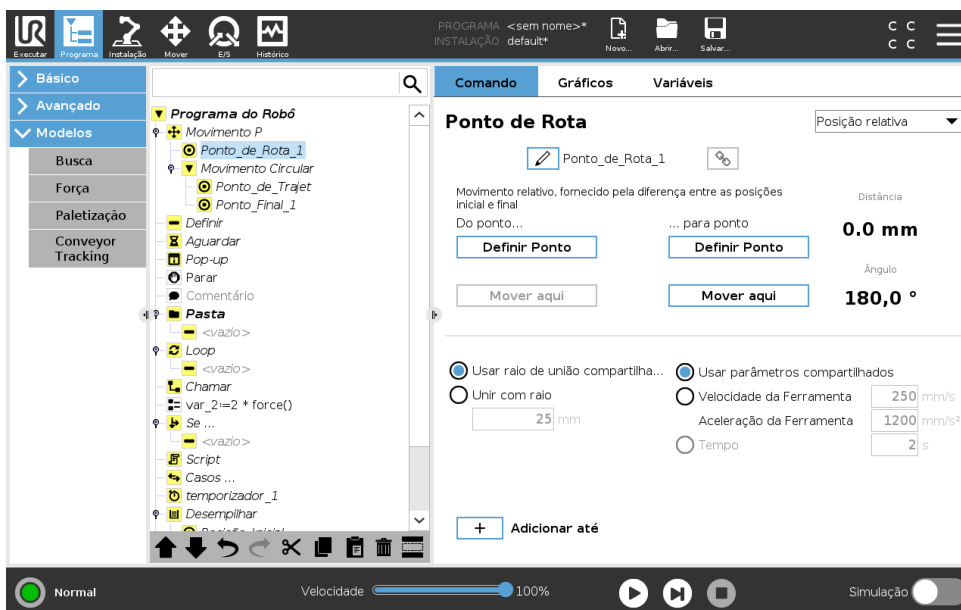 PROGRAMA <sem nome>*
INSTALAÇÃO default*
Executar Programa Instalação Mover E/S Histórico Novo... Abrir... Salvar...
C C
C C
Básico
Avançado
Modelos
Busca
Força
Paletização
Conveyor
Tracking
Programa do Robô
Movimento P
Ponto_de_Rota_1
Movimento Circular
Ponto_de_Trajet
Ponto_Final_1
Definir
Aguardar
Pop-up
Parar
Comentário
Pasta
<vazio>
Loop
<vazio>
Chamar
var_2:=2 * force()
Se ...
<vazio>
Script
Casos ...
temporizador_1
Desempilhar
Comando Gráficos Variáveis
Ponto de Rota
Posição relativa
Ponto_de_Rota_1
Movimento relativo, fornecido pela diferença entre as posições
inicial e final
Do ponto... ... para ponto
Definir Ponto Definir Ponto
Mover aqui Mover aqui
Distância
0.0 mm
Ângulo
180,0 °
Usar raio de união compartilha...
Unir com raio
25 mm
Usar parâmetros compartilhados
Velocidade da Ferramenta 250 mm/s
Aceleração da Ferramenta 1200 mm/s²
Tempo 2 s
+ Adicionar até
Normal
Velocidade 100%
Simulação